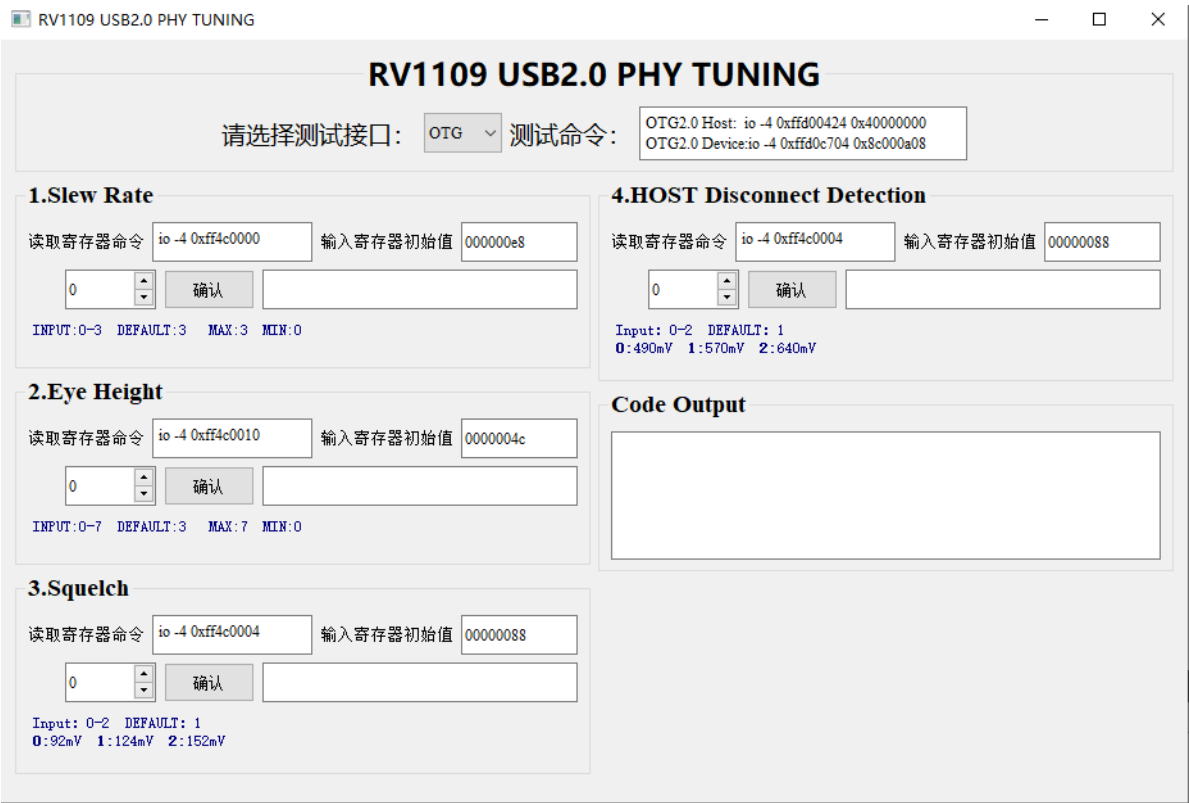 RV1109 USB2.0 PHY TUNING
RV1109 USB2.0 PHY TUNING
请选择测试接口： OTG 测试命令：
OTG2.0 Host: io -4 0xffd00424 0x40000000
OTG2.0 Device:io -4 0xffd0c704 0x8c000a08
1.Slew Rate
读取寄存器命令 io -4 0xff4c0000 输入寄存器初始值 000000e8
0 确认
INPUT:0-3 DEFAULT:3 MAX:3 MIN:0
2.Eye Height
读取寄存器命令 io -4 0xff4c0010 输入寄存器初始值 0000004c
0 确认
INPUT:0-7 DEFAULT:3 MAX:7 MIN:0
3.Squelch
读取寄存器命令 io -4 0xff4c0004 输入寄存器初始值 00000088
0 确认
Input: 0-2 DEFAULT: 1
0:92mV 1:124mV 2:152mV
4.HOST Disconnect Detection
读取寄存器命令 io -4 0xff4c0004 输入寄存器初始值 00000088
0 确认
Input: 0-2 DEFAULT: 1
0:490mV 1:570mV 2:640mV
Code Output